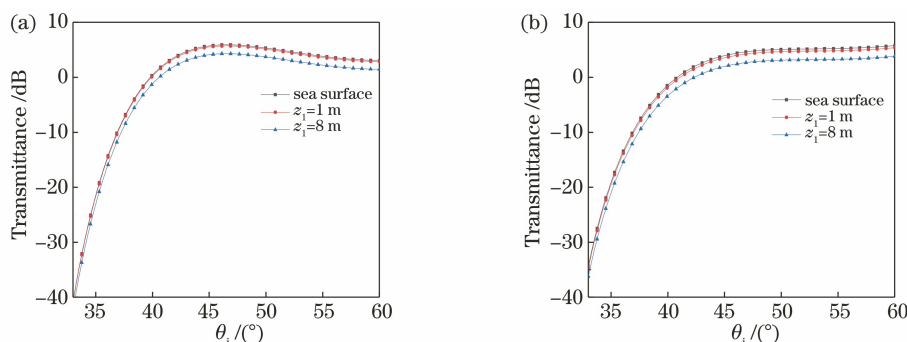 (a)
10
0
−10
−20
−30
−40
Transmittance /dB
sea surface
z₁=1 m
z₁=8 m
35 40 45 50 55 60
θᵢ /(°)
(b)
10
0
−10
−20
−30
−40
Transmittance /dB
sea surface
z₁=1 m
z₁=8 m
35 40 45 50 55 60
θᵢ /(°)